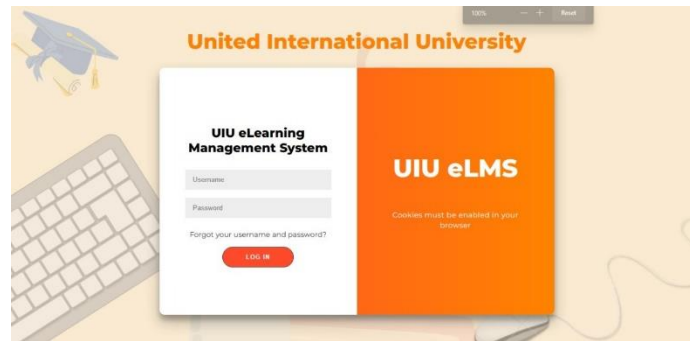 100% — + Reset
United International University
UIU eLearning
Management System
Username
Password
Forgot your username and password?
LOG IN
UIU eLMS
Cookies must be enabled in your
browser